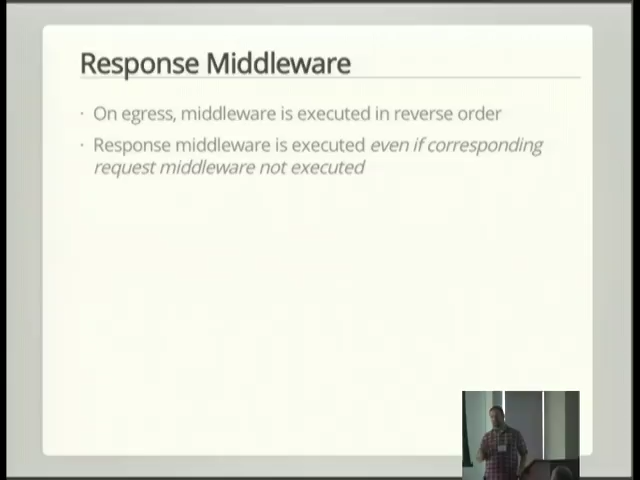 Response Middleware
· On egress, middleware is executed in reverse order
· Response middleware is executed even if corresponding
request middleware not executed